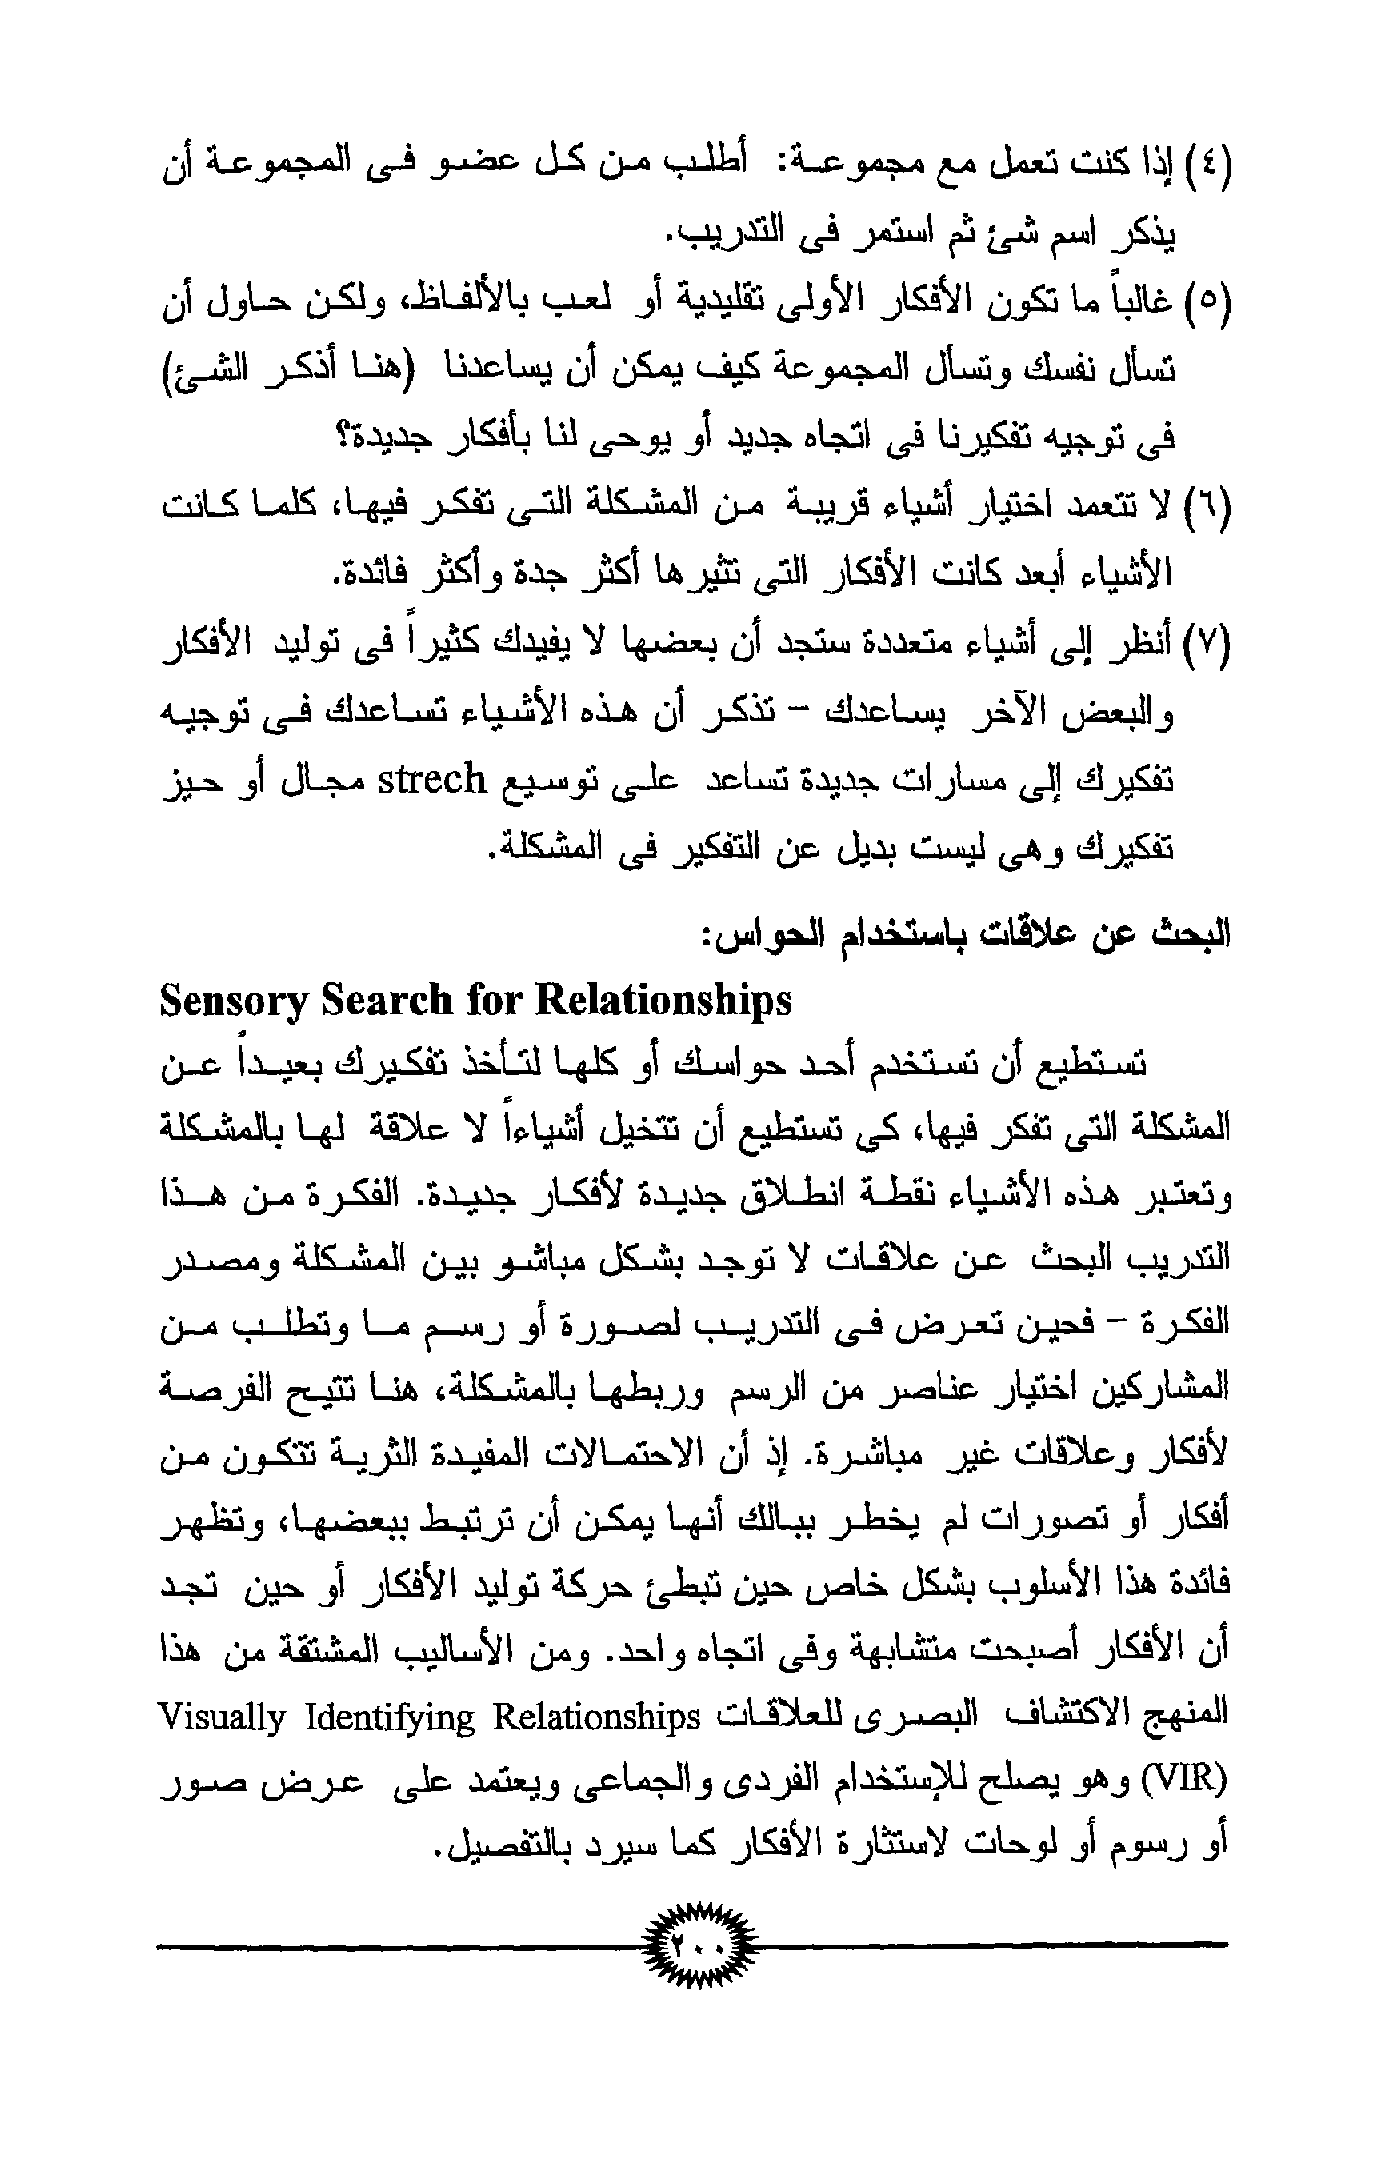 (٤) إذا كنت تعمل مع مجموعة: أطلب من كل عضو فى المجموعة أن
يذكر اسم شئ ثم استمر فى التدريب.
(٥) غالباً ما تكون الأفكار الأولى تقليدية أو لعب بالألفاظ، ولكن حاول أن
تسأل نفسك وتسأل المجموعة كيف يمكن أن يساعدنا (هنا أذكر الشئ)
فى توجيه تفكيرنا فى اتجاه جديد أو يوحى لنا بأفكار جديدة؟
(٦) لا تتعمد اختيار أشياء قريبة من المشكلة التى تفكر فيها، كلما كانت
الأشياء أبعد كانت الأفكار التى تثيرها أكثر جدة وأكثر فائدة.
(٧) أنظر إلى أشياء متعددة ستجد أن بعضها لا يفيدك كثيراً فى توليد الأفكار
والبعض الآخر يساعدك - تذكر أن هذه الأشياء تساعدك فى توجيه
تفكيرك إلى مسارات جديدة تساعد على توسيع strech مجال أو حيز
تفكيرك وهى ليست بديل عن التفكير فى المشكلة.
البحث عن علاقات باستخدام الحواس:
Sensory Search for Relationships
تستطيع أن تستخدم أحد حواسك أو كلها لتأخذ تفكيرك بعيداً عن
المشكلة التى تفكر فيها، كى تستطيع أن تتخيل أشياءاً لا علاقة لها بالمشكلة
وتعتبر هذه الأشياء نقطة انطلاق جديدة لأفكار جديدة. الفكرة من هذا
التدريب البحث عن علاقات لا توجد بشكل مباشو بين المشكلة ومصدر
الفكرة - فحين تعرض فى التدريب لصورة أو رسم ما وتطلب من
المشاركين اختيار عناصر من الرسم وربطها بالمشكلة، هنا تتيح الفرصة
لأفكار وعلاقات غير مباشرة. إذ أن الاحتمالات المفيدة الثرية تتكون من
أفكار أو تصورات لم يخطر ببالك أنها يمكن أن ترتبط ببعضها، وتظهر
فائدة هذا الأسلوب بشكل خاص حين تبطئ حركة توليد الأفكار أو حين تجد
أن الأفكار أصبحت متشابهة وفى اتجاه واحد. ومن الأساليب المشتقة من هذا
المنهج الاكتشاف البصرى للعلاقات Visually Identifying Relationships
(VIR) وهو يصلح للإستخدام الفردى والجماعى ويعتمد على عرض صور
أو رسوم أو لوحات لاستثارة الأفكار كما سيرد بالتفصيل.
٢٠٠